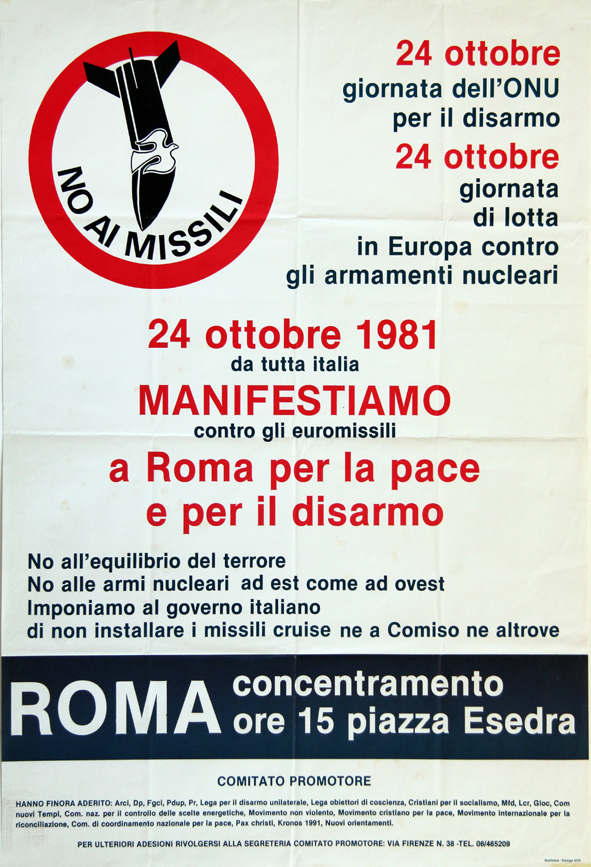 NO AI MISSILI
24 ottobre
giornata dell'ONU
per il disarmo
24 ottobre
giornata
di lotta
in Europa contro
gli armamenti nucleari
24 ottobre 1981
da tutta italia
MANIFESTIAMO
contro gli euromissili
a Roma per la pace
e per il disarmo
No all'equilibrio del terrore
No alle armi nucleari ad est come ad ovest
Imponiamo al governo italiano
di non installare i missili cruise ne a Comiso ne altrove
ROMA
concentramento
ore 15 piazza Esedra
COMITATO PROMOTORE
HANNO FINORA ADERITO: Arci, Dp, Fgci, Pdup, Pr, Lega per il disarmo unilaterale, Lega obiettori di coscienza, Cristiani per il socialismo, Mld, Lcr, Gioc, Com
nuovi Tempi, Com. naz. per il controllo delle scelte energetiche, Movimento non violento, Movimento cristiano per la pace, Movimento internazionale per la
riconciliazione, Com. di coordinamento nazionale per la pace, Pax christi, Kronos 1991, Nuovi orientamenti.
PER ULTERIORI ADESIONI RIVOLGERSI ALLA SEGRETERIA COMITATO PROMOTORE: VIA FIRENZE N. 38 -TEL. 06/465209